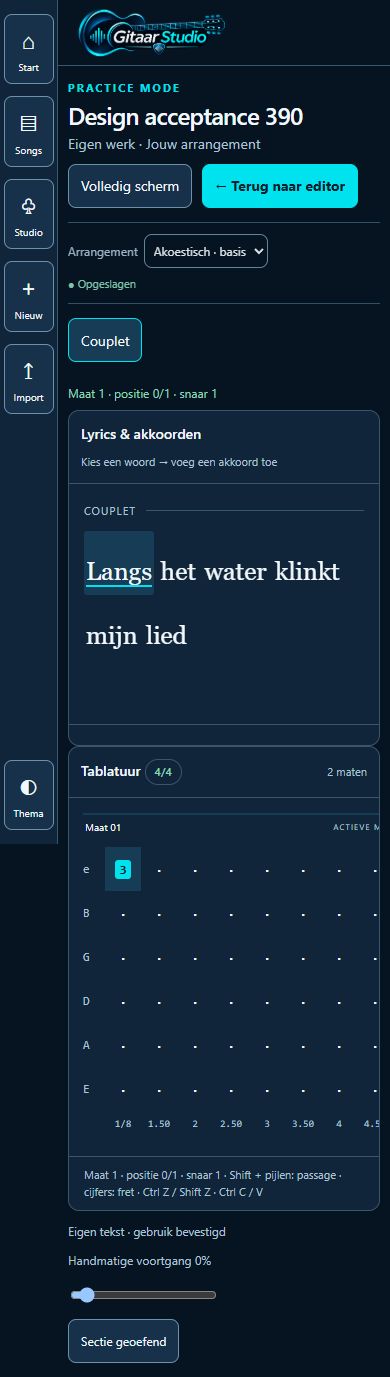 Gitaar Studio
Start
Songs
Studio
Nieuw
Import
Thema
PRACTICE MODE
Design acceptance 390
Eigen werk · Jouw arrangement
Volledig scherm
← Terug naar editor
Arrangement Akoestisch · basis
● Opgeslagen
Couplet
Maat 1 · positie 0/1 · snaar 1
Lyrics & akkoorden
Kies een woord → voeg een akkoord toe
COUPLET
Langs het water klinkt
mijn lied
Tablatuur 4/4 2 maten
Maat 01 ACTIEVE M
e 3 · · · · · · ·
B · · · · · · · ·
G · · · · · · · ·
D · · · · · · · ·
A · · · · · · · ·
E · · · · · · · ·
1/8 1.50 2 2.50 3 3.50 4 4.5
Maat 1 · positie 0/1 · snaar 1 · Shift + pijlen: passage ·
cijfers: fret · Ctrl Z / Shift Z · Ctrl C / V
Eigen tekst · gebruik bevestigd
Handmatige voortgang 0%
Sectie geoefend